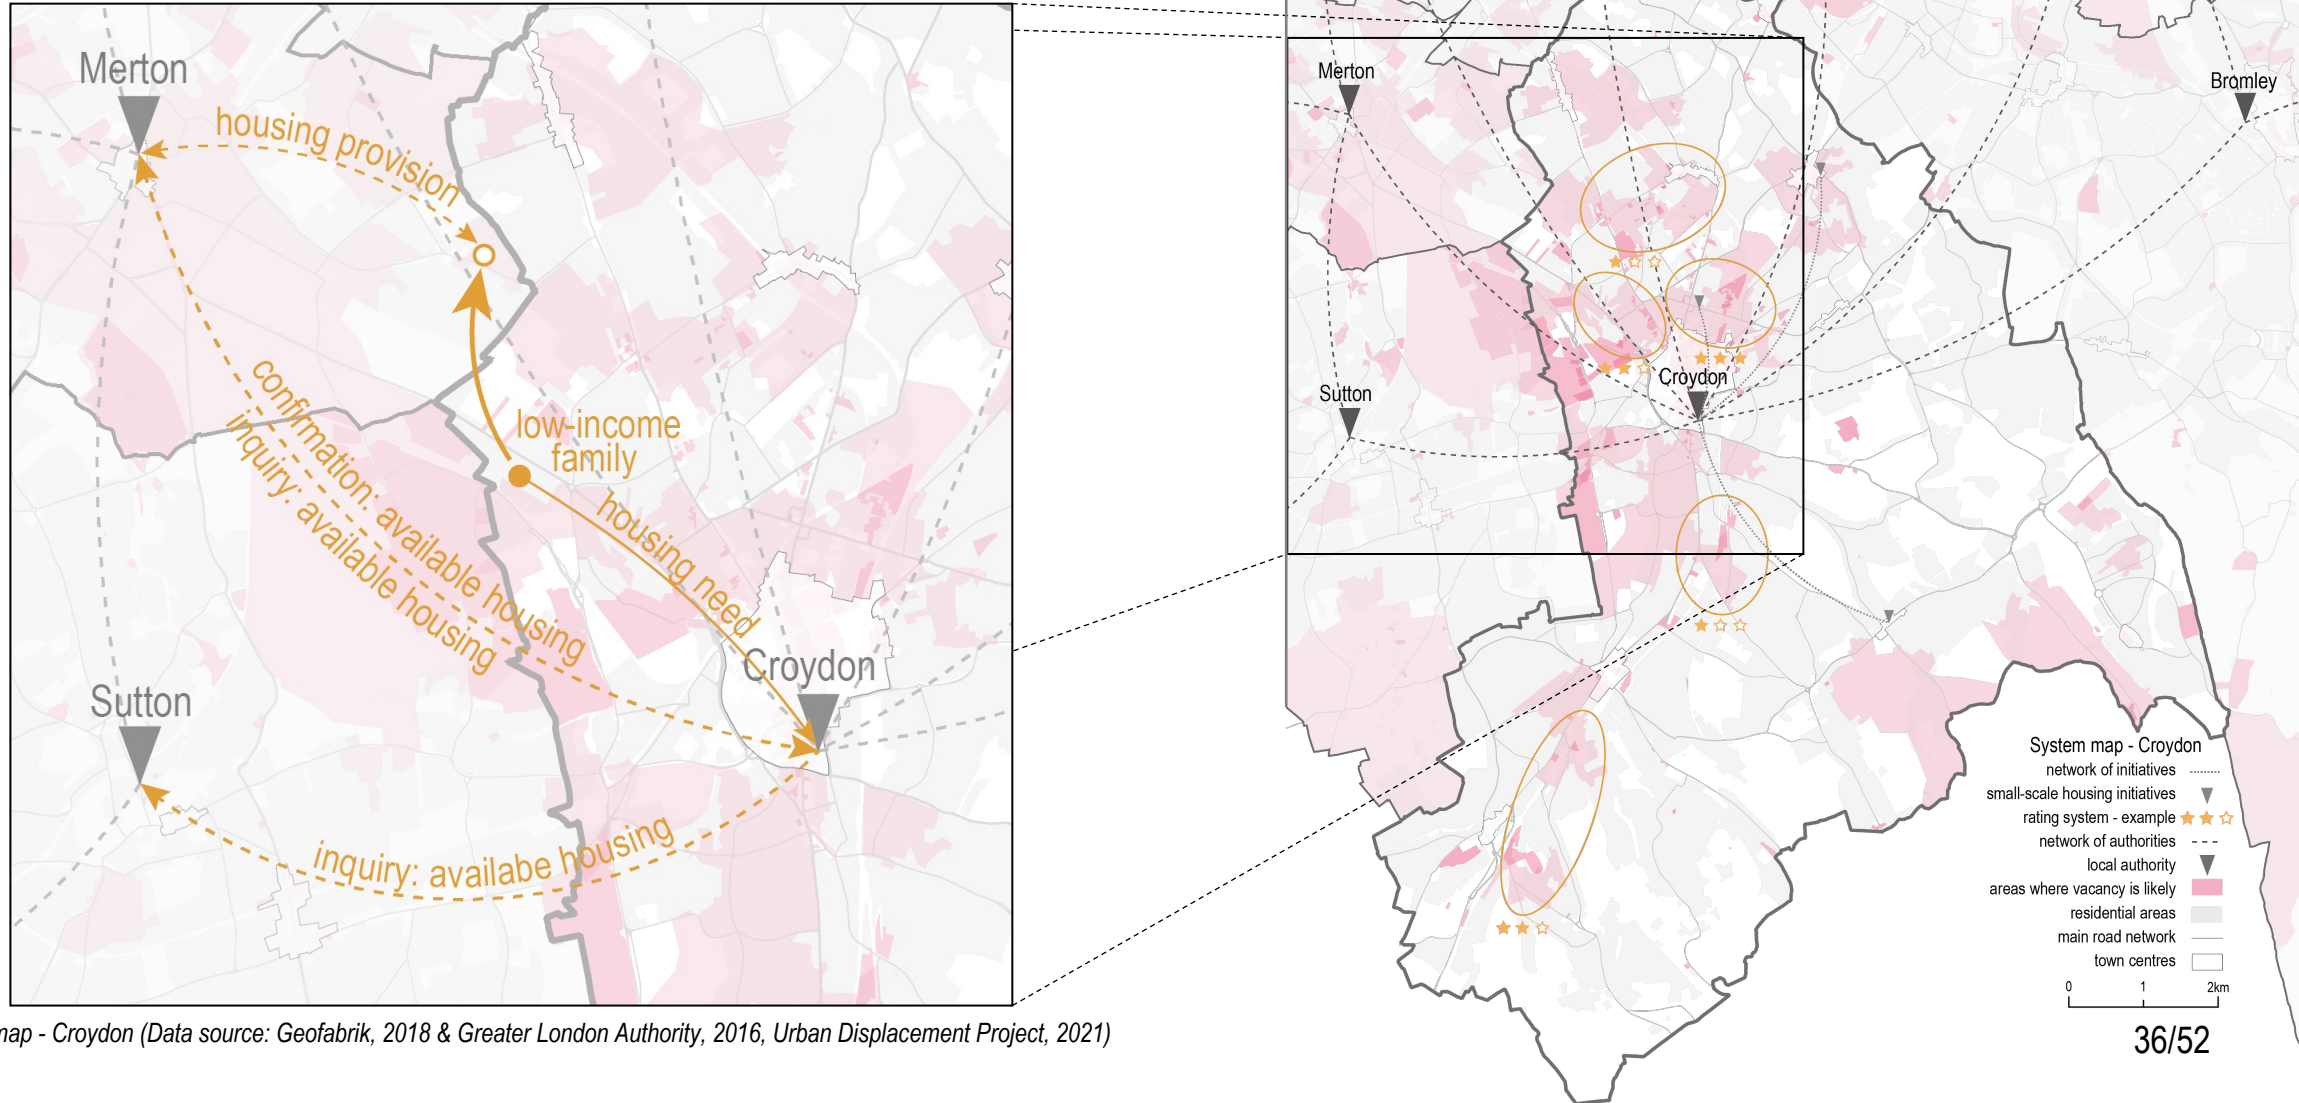 Merton
housing provision
low-income
family
confirmation: available housing
inquiry: available housing
housing need
Croydon
Sutton
inquiry: availabe housing
Merton
Bromley
Sutton
Croydon
System map - Croydon
network of initiatives
small-scale housing initiatives
rating system - example
network of authorities
local authority
areas where vacancy is likely
residential areas
main road network
town centres
0 1 2km
map - Croydon (Data source: Geofabrik, 2018 & Greater London Authority, 2016, Urban Displacement Project, 2021)
36/52